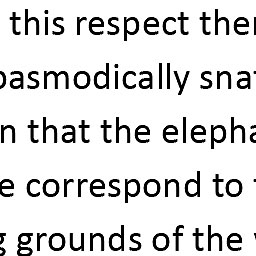 this respect ther
pasmodically snat
n that the elepha
e correspond to t
g grounds of the v